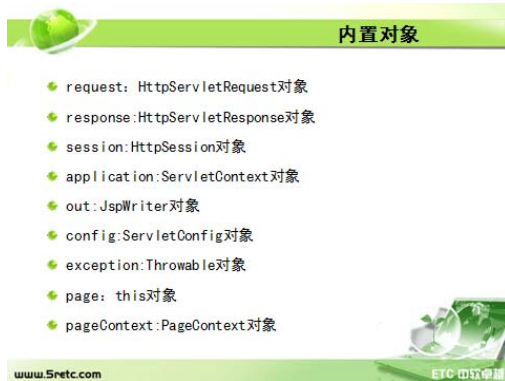 内置对象
request：HttpServletRequest对象
response:HttpServletResponse对象
session:HttpSession对象
application:ServletContext对象
out:JspWriter对象
config:ServletConfig对象
exception:Throwable对象
page：this对象
pageContext:PageContext对象
www.5retc.com
ETC 中软卓越